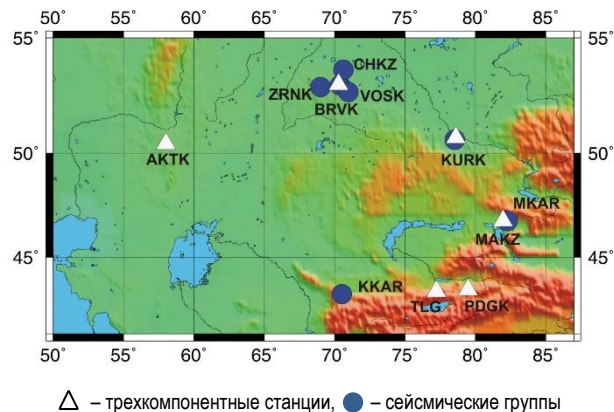 50° 55° 60° 65° 70° 75° 80° 85°
55° 55°
CHKZ
ZRNK
BRVK
VOSK
AKTK
KURK
50° 50°
MKAR
MAKZ
45° 45°
KKAR
TLG
PDGK
50° 55° 60° 65° 70° 75° 80° 85°
– трехкомпонентные станции, – сейсмические группы